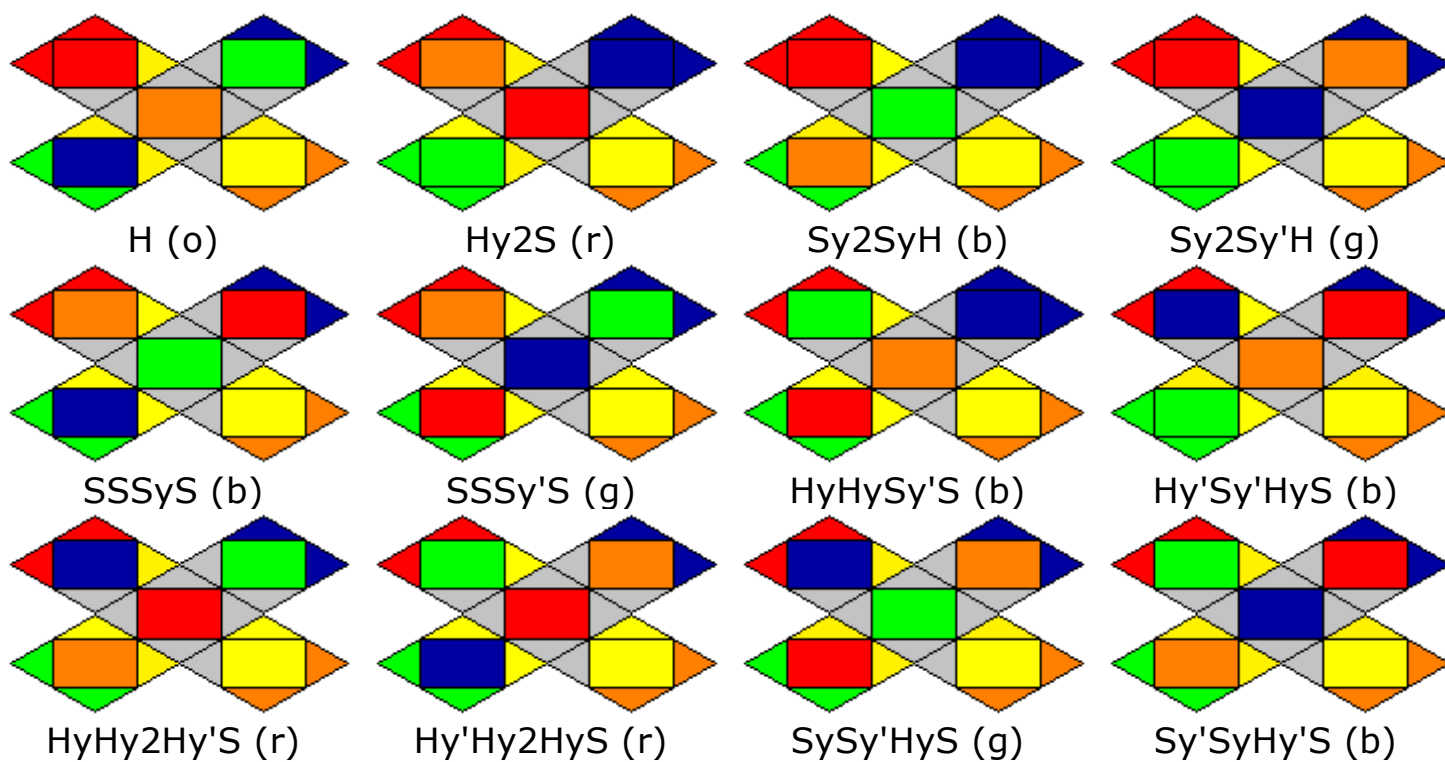 H (o)
Hy2S (r)
Sy2SyH (b)
Sy2Sy'H (g)
SSSyS (b)
SSSy'S (g)
HyHySy'S (b)
Hy'Sy'HyS (b)
HyHy2Hy'S (r)
Hy'Hy2HyS (r)
SySy'HyS (g)
Sy'SyHy'S (b)